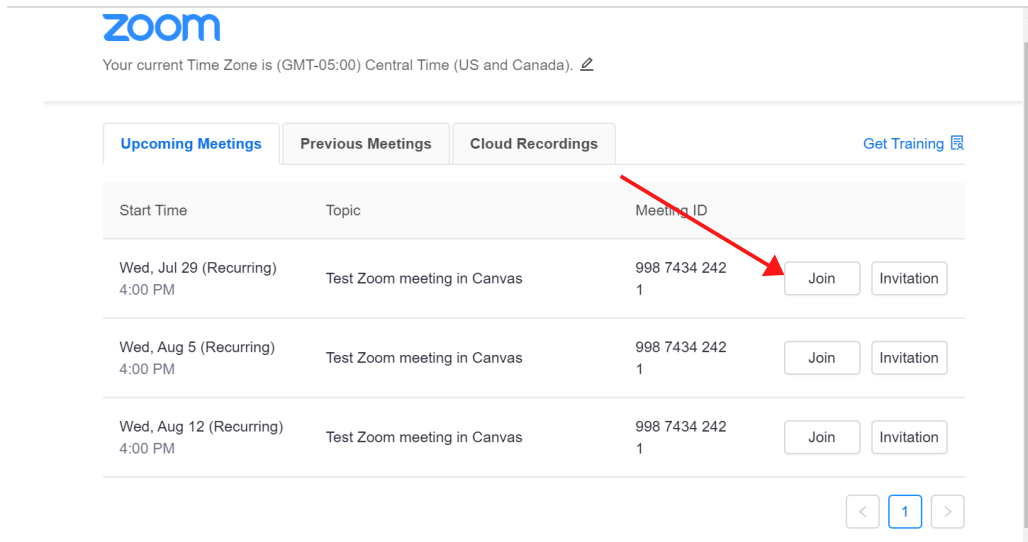 zoom
Your current Time Zone is (GMT-05:00) Central Time (US and Canada).
Upcoming Meetings Previous Meetings Cloud Recordings Get Training
Start Time Topic Meeting ID
Wed, Jul 29 (Recurring) 998 7434 242
Test Zoom meeting in Canvas Join Invitation
4:00 PM 1
Wed, Aug 5 (Recurring) 998 7434 242
Test Zoom meeting in Canvas Join Invitation
4:00 PM 1
Wed, Aug 12 (Recurring) 998 7434 242
Test Zoom meeting in Canvas Join Invitation
4:00 PM 1
< 1 >